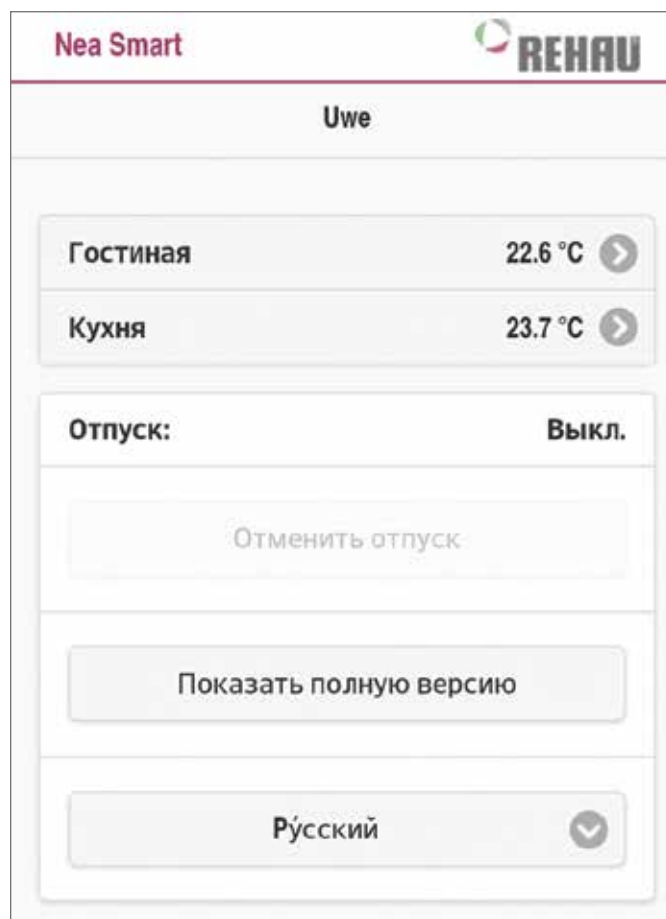 Nea Smart REHAU
Uwe
Гостиная 22.6 °C
Кухня 23.7 °C
Отпуск: Выкл.
Отменить отпуск
Показать полную версию
Ру́сский